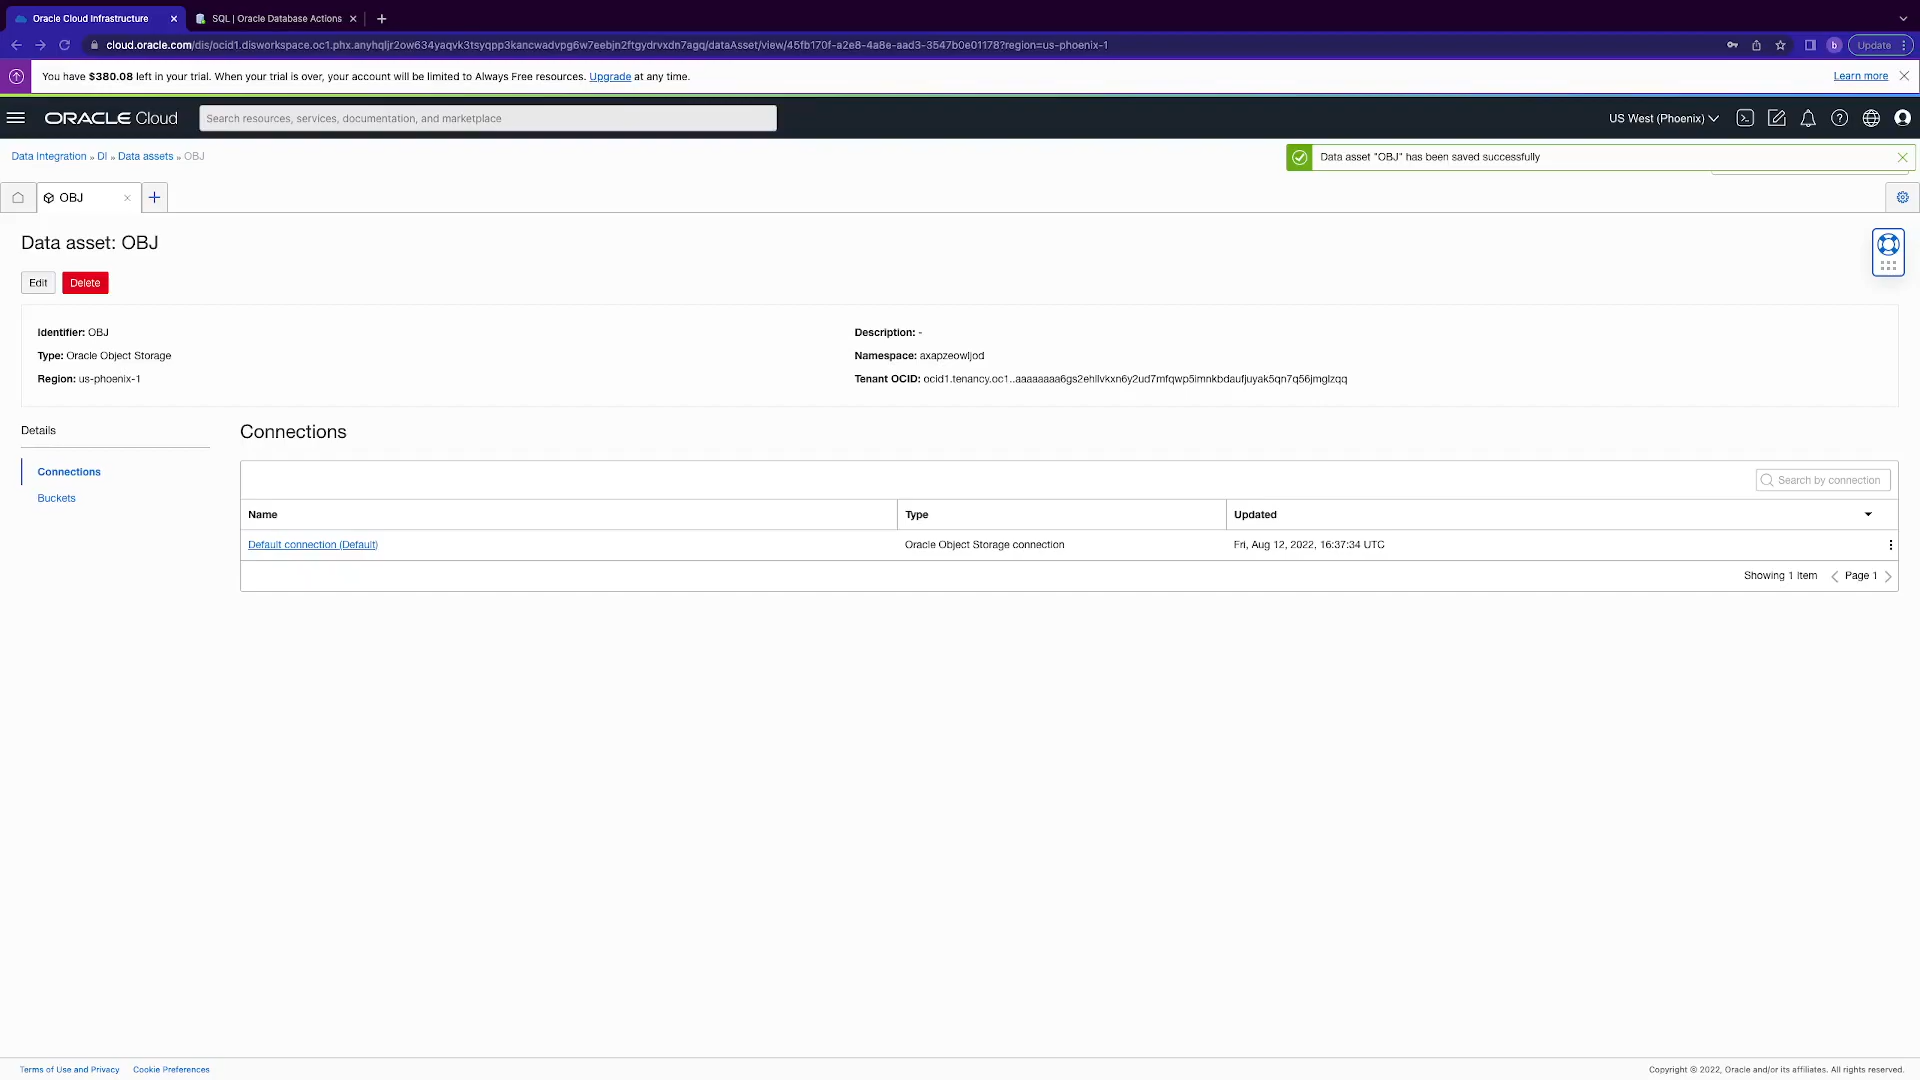 Oracle Cloud Infrastructure
SQL | Oracle Database Actions
cloud.oracle.com/dis/ocid1.disworkspace.oc1.phx.anyhqljr2ow634yaqvk3tsyqpp3kancwadvpg6w7eebjn2ftgydrvxdn7agq/dataAsset/view/45fb170f-a2e8-4a8e-aad3-3547b0e01178?region=us-phoenix-1
b
Update
You have $380.08 left in your trial. When your trial is over, your account will be limited to Always Free resources. Upgrade at any time.
Learn more
ORACLE Cloud
Search resources, services, documentation, and marketplace
US West (Phoenix)
Data Integration » DI » Data assets » OBJ
Data asset "OBJ" has been saved successfully
OBJ
Data asset: OBJ
Edit
Delete
Identifier: OBJ
Description: -
Type: Oracle Object Storage
Namespace: axapzeowljod
Region: us-phoenix-1
Tenant OCID: ocid1.tenancy.oc1..aaaaaaaa6gs2ehllvkxn6y2ud7mfqwp5imnkbdaufjuyak5qn7q56jmglzqq
Details
Connections
Connections
Buckets
Search by connection
Name
Type
Updated
Default connection (Default)
Oracle Object Storage connection
Fri, Aug 12, 2022, 16:37:34 UTC
Showing 1 Item
Page 1
Terms of Use and Privacy
Cookie Preferences
Copyright © 2022, Oracle and/or its affiliates. All rights reserved.